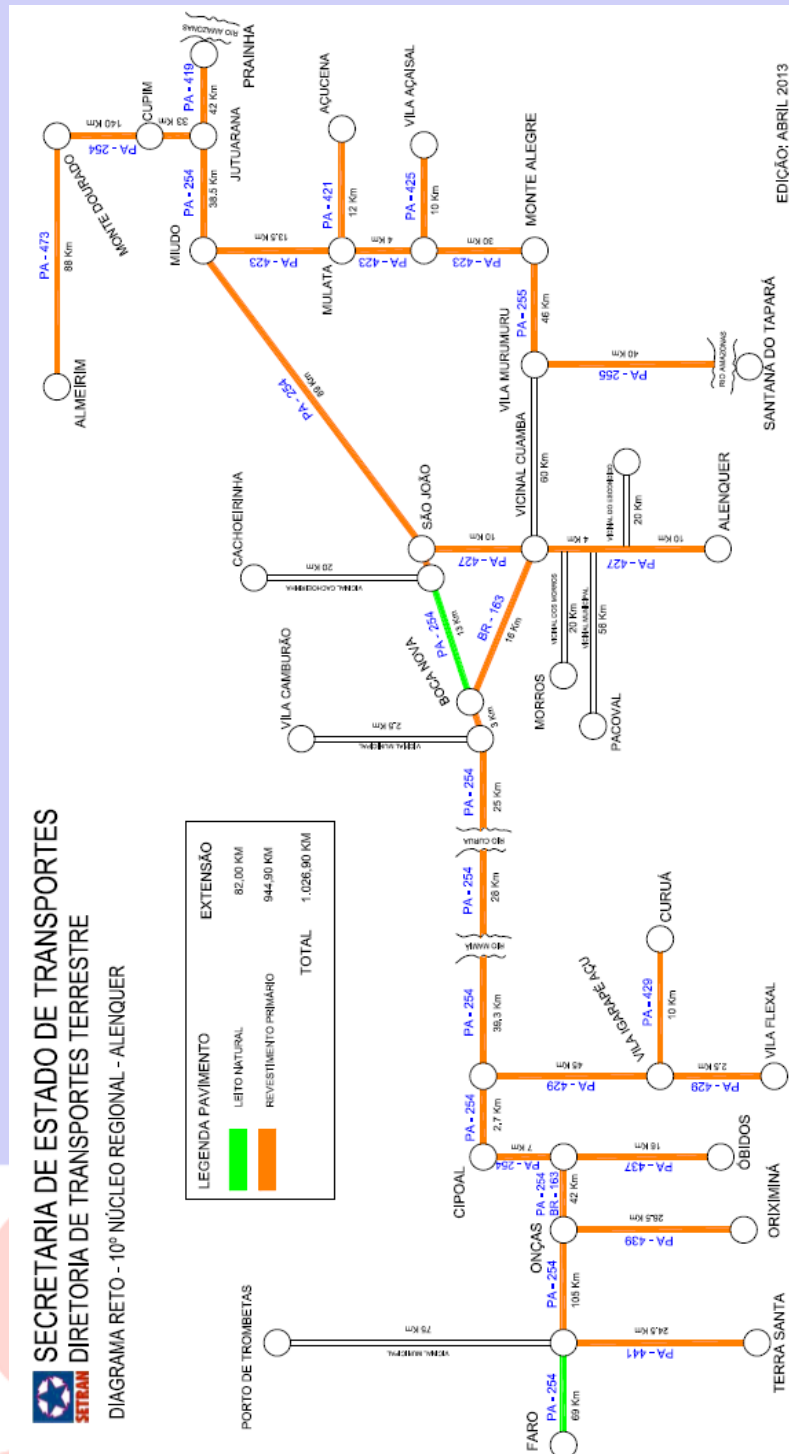 SECRETARIA DE ESTADO DE TRANSPORTES
DIRETORIA DE TRANSPORTES TERRESTRE
SETRAN
DIAGRAMA RETO - 10º NÚCLEO REGIONAL - ALENQUER
LEGENDA PAVIMENTO
EXTENSÃO
LEITO NATURAL
82,00 KM
REVESTIMENTO PRIMÁRIO
944,90 KM
TOTAL
1.026,90 KM
PORTO DE TROMBETAS
75 Km
VICINAL MUNICIPAL
FARO
PA - 254
69 Km
PA - 441
24,5 Km
TERRA SANTA
PA - 254
105 Km
ONÇAS
PA - 439
28,5 Km
ORIXIMINÁ
PA - 254
BR - 163
42 Km
PA - 437
16 Km
ÓBIDOS
CIPOAL
7 Km
PA - 254
PA - 254
2,7 Km
45 Km
PA - 429
VILA IGARAPÉ AÇU
PA - 429
10 Km
CURUÁ
2,5 Km
PA - 429
VILA FLEXAL
PA - 254
39,3 Km
RIO MAMIÁ
PA - 254
28 Km
RIO CURUA
PA - 254
25 Km
VILA CAMBURÃO
2,5 Km
VICINAL MUNICIPAL
3 Km
BOCA NOVA
PA - 254
13 Km
BR - 163
16 Km
CACHOEIRINHA
20 Km
VICINAL CACHOEIRINHA
SÃO JOÃO
10 Km
PA - 427
VICINAL CUAMBA
60 Km
VICINAL DOS MORROS
20 Km
MORROS
VICINAL MUNICIPAL
58 Km
PACOVAL
4 Km
20 Km
10 Km
PA - 427
ALENQUER
PA - 254
89 Km
MIUDO
VILA MURUMURU
40 Km
PA - 255
RIO AMAZONAS
SANTANA DO TAPARÁ
PA - 255
46 Km
MONTE ALEGRE
30 Km
PA - 423
PA - 425
10 Km
VILA AÇAISAL
4 Km
PA - 423
MULATA
PA - 421
12 Km
AÇUCENA
13,5 Km
PA - 423
PA - 254
38,5 Km
JUTUARANA
PA - 419
42 Km
PRAINHA
RIO AMAZONAS
33 Km
CUPIM
140 Km
PA - 254
MONTE DOURADO
PA - 473
88 Km
ALMEIRIM
EDIÇÃO: ABRIL 2013